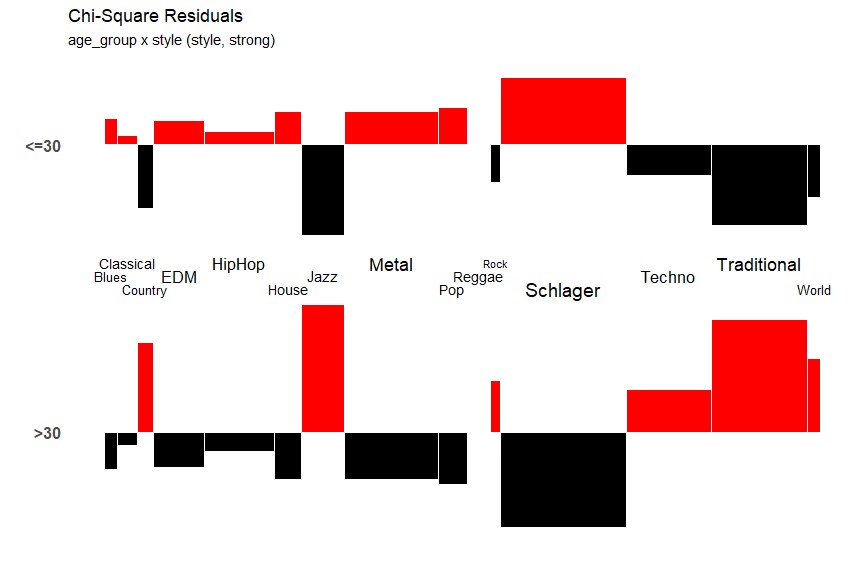 Chi-Square Residuals
age_group x style (style, strong)
<=30
Classical HipHop Metal Rock Traditional
Blues EDM Jazz Reggae Techno
Country House Pop Schlager World
>30